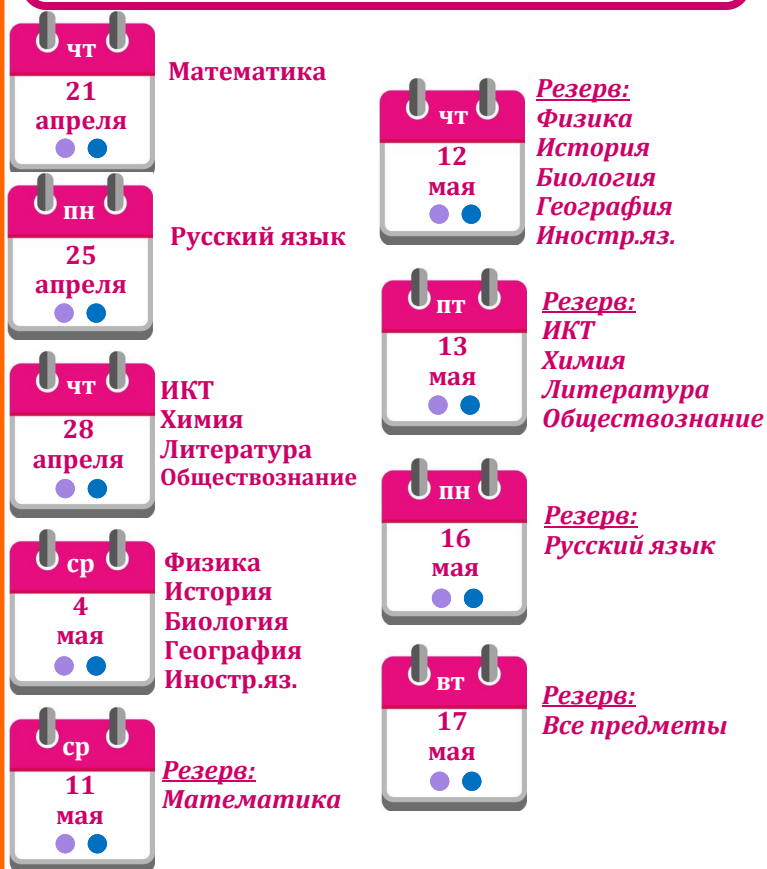 чт
21
апреля
Математика
пн
25
апреля
Русский язык
чт
28
апреля
ИКТ
Химия
Литература
Обществознание
ср
4
мая
Физика
История
Биология
География
Иностр.яз.
ср
11
мая
Резерв:
Математика
чт
12
мая
Резерв:
Физика
История
Биология
География
Иностр.яз.
пт
13
мая
Резерв:
ИКТ
Химия
Литература
Обществознание
пн
16
мая
Резерв:
Русский язык
вт
17
мая
Резерв:
Все предметы